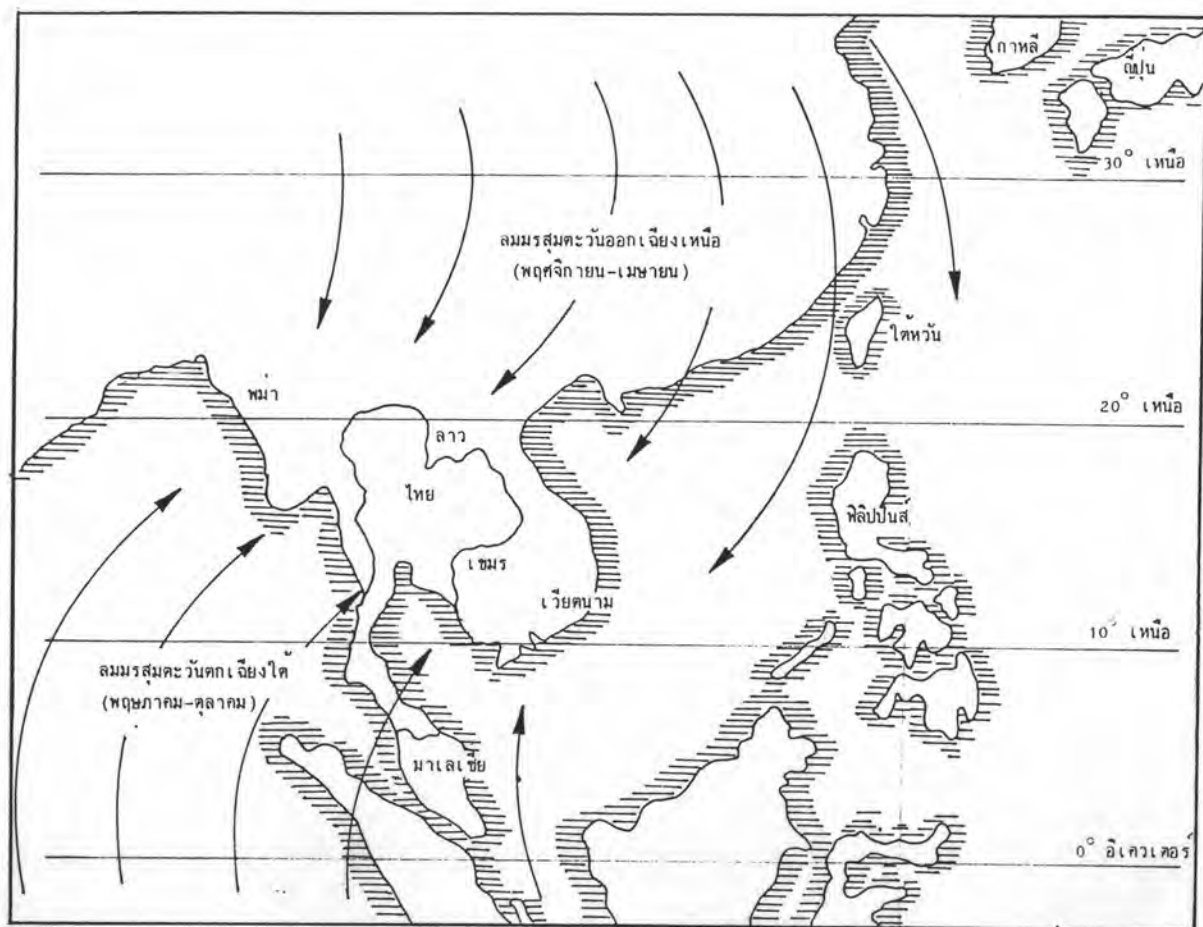 เกาหลี
ญี่ปุ่น
30° เหนือ
ลมมรสุมตะวันออกเฉียงเหนือ
(พฤศจิกายน-เมษายน)
ใต้หวัน
พม่า
20° เหนือ
ลาว
ไทย
ฟิลิปปินส์
เขมร
เวียตนาม
10° เหนือ
ลมมรสุมตะวันตกเฉียงใต้
(พฤษภาคม-ตุลาคม)
มาเลเซีย
0° อิเควเตอร์